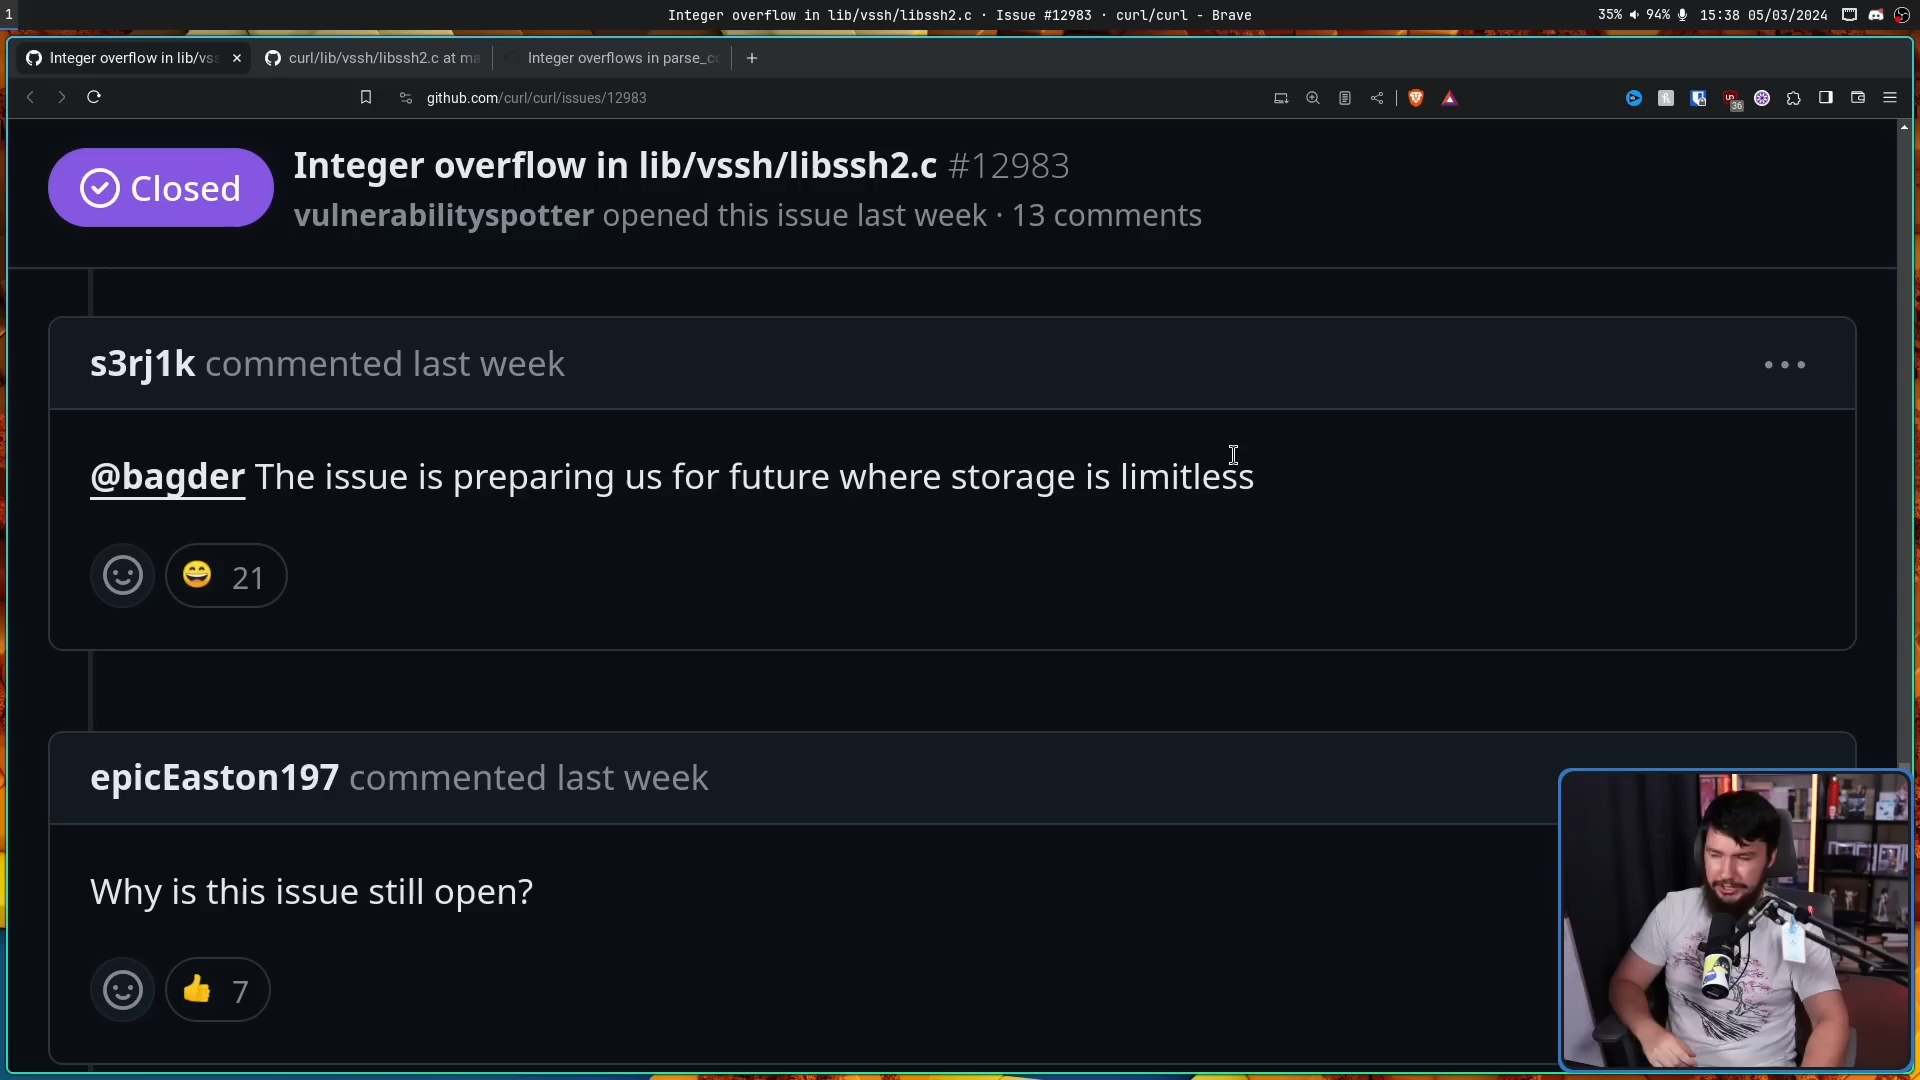 1
Integer overflow in lib/vssh/libssh2.c · Issue #12983 · curl/curl - Brave
35% 94% 15:38 05/03/2024
Integer overflow in lib/vss
curl/lib/vssh/libssh2.c at ma
Integer overflows in parse_cc
github.com/curl/curl/issues/12983
36
Closed
Integer overflow in lib/vssh/libssh2.c #12983
vulnerabilityspotter opened this issue last week · 13 comments
s3rj1k commented last week
@bagder The issue is preparing us for future where storage is limitless
21
epicEaston197 commented last week
Why is this issue still open?
7